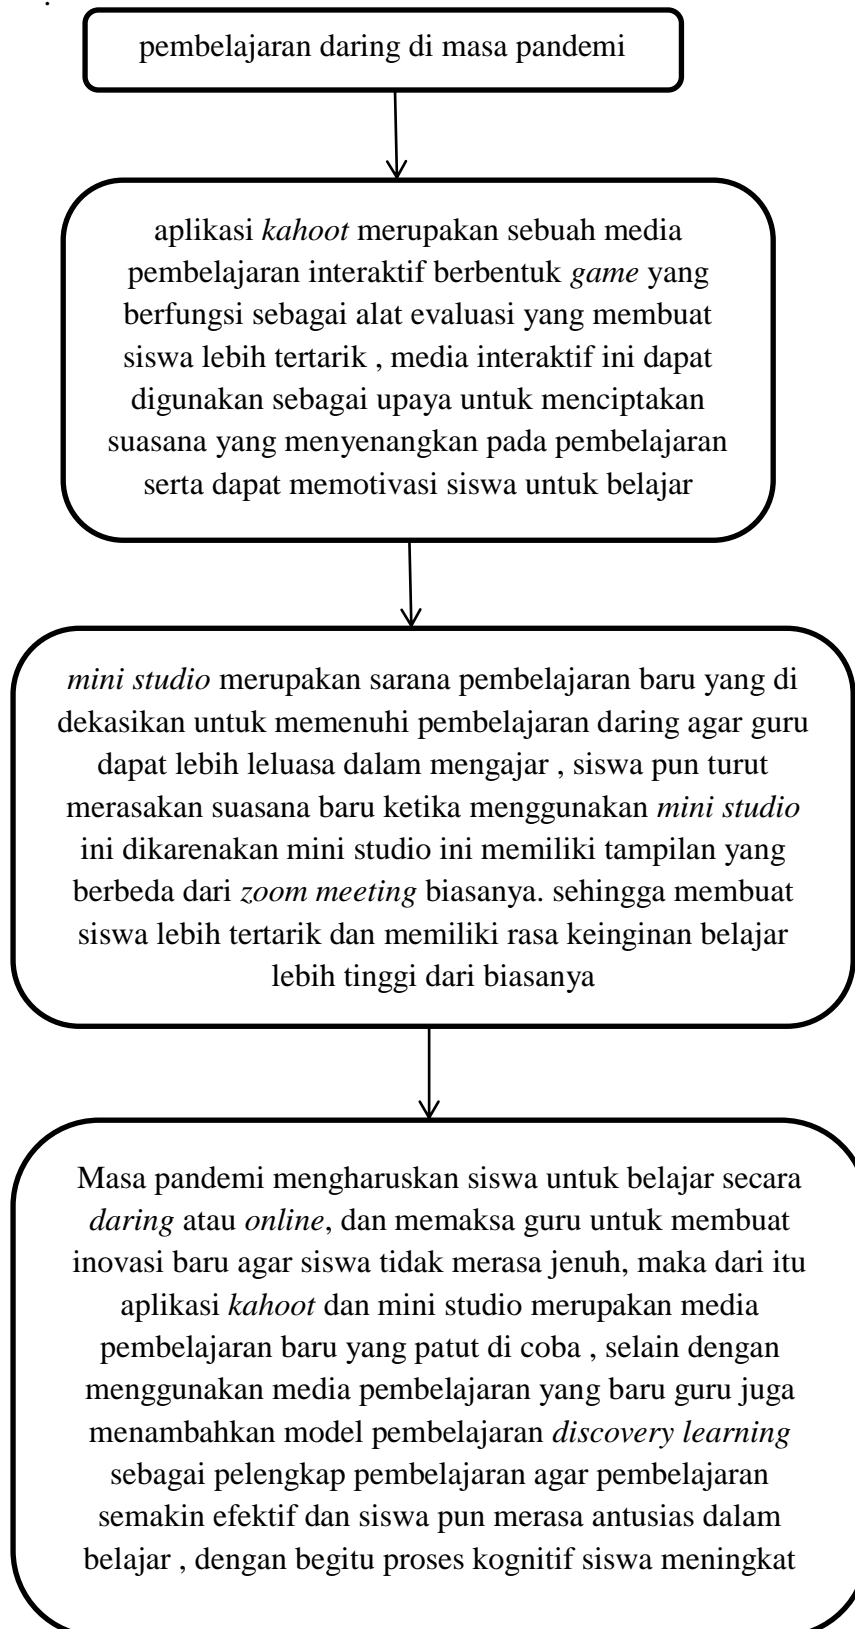 .
pembelajaran daring di masa pandemi
aplikasi kahoot merupakan sebuah media
pembelajaran interaktif berbentuk game yang
berfungsi sebagai alat evaluasi yang membuat
siswa lebih tertarik , media interaktif ini dapat
digunakan sebagai upaya untuk menciptakan
suasana yang menyenangkan pada pembelajaran
serta dapat memotivasi siswa untuk belajar
mini studio merupakan sarana pembelajaran baru yang di
dekasikan untuk memenuhi pembelajaran daring agar guru
dapat lebih leluasa dalam mengajar , siswa pun turut
merasakan suasana baru ketika menggunakan mini studio
ini dikarenakan mini studio ini memiliki tampilan yang
berbeda dari zoom meeting biasanya. sehingga membuat
siswa lebih tertarik dan memiliki rasa keinginan belajar
lebih tinggi dari biasanya
Masa pandemi mengharuskan siswa untuk belajar secara
daring atau online, dan memaksa guru untuk membuat
inovasi baru agar siswa tidak merasa jenuh, maka dari itu
aplikasi kahoot dan mini studio merupakan media
pembelajaran baru yang patut di coba , selain dengan
menggunakan media pembelajaran yang baru guru juga
menambahkan model pembelajaran discovery learning
sebagai pelengkap pembelajaran agar pembelajaran
semakin efektif dan siswa pun merasa antusias dalam
belajar , dengan begitu proses kognitif siswa meningkat